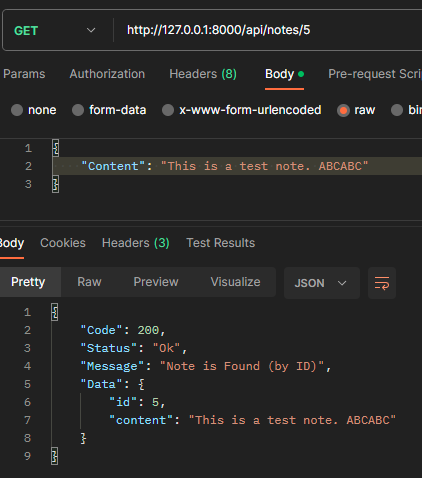 GET http://127.0.0.1:8000/api/notes/5
Params Authorization Headers (8) Body Pre-request Scri
none form-data x-www-form-urlencoded raw bin
1 {
2 "Content": "This is a test note. ABCABC"
3 }
Body Cookies Headers (3) Test Results
Pretty Raw Preview Visualize JSON
1 {
2 "Code": 200,
3 "Status": "Ok",
4 "Message": "Note is Found (by ID)",
5 "Data": {
6 "id": 5,
7 "content": "This is a test note. ABCABC"
8 }
9 }